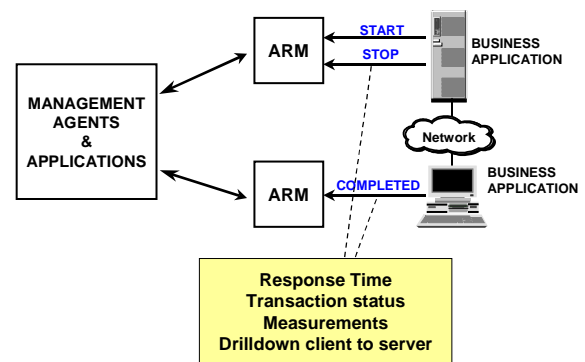 START
STOP
ARM
BUSINESS
APPLICATION
MANAGEMENT
AGENTS
&
APPLICATIONS
Network
COMPLETED
ARM
BUSINESS
APPLICATION
Response Time
Transaction status
Measurements
Drilldown client to server